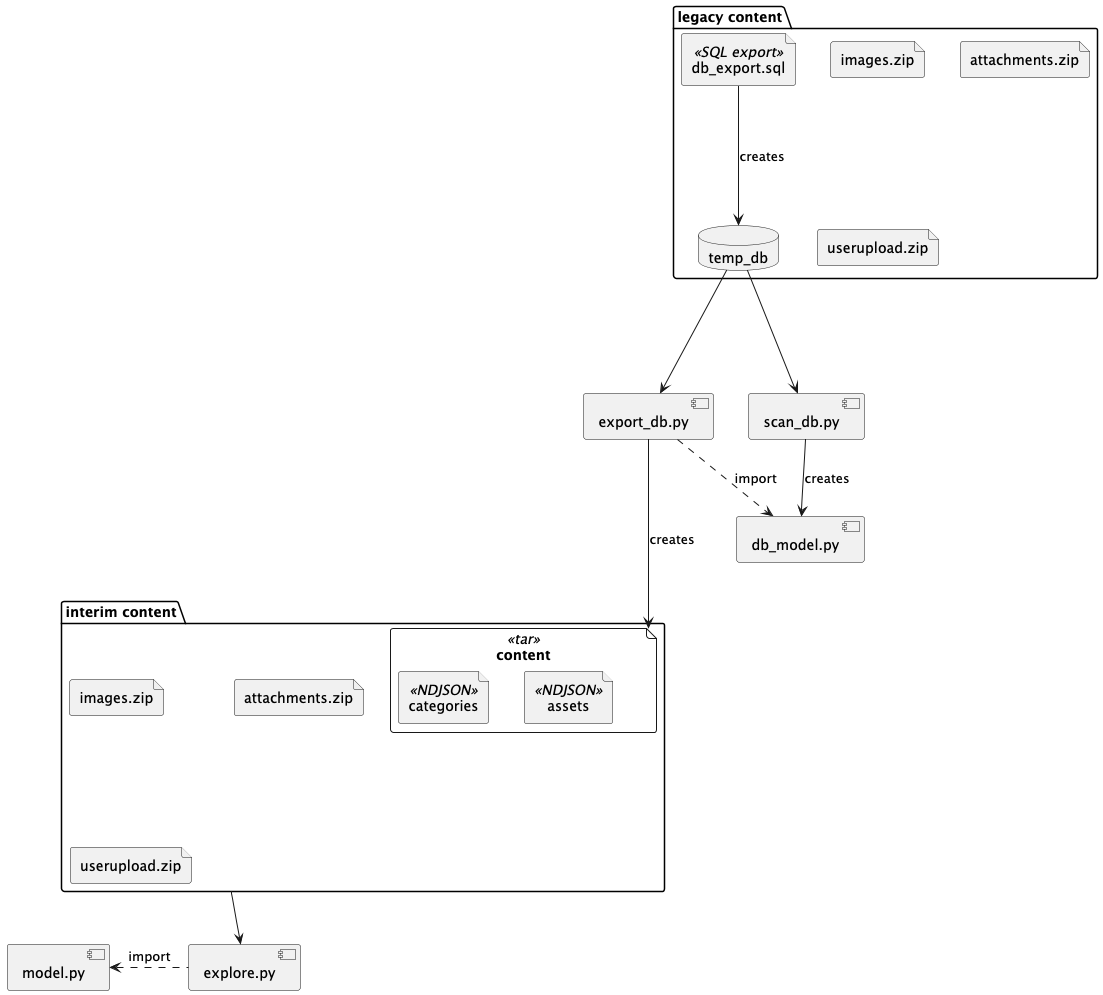 legacy content
«SQL export»
db_export.sql
images.zip
attachments.zip
creates
temp_db
userupload.zip
export_db.py
scan_db.py
import
creates
db_model.py
creates
interim content
«tar»
content
images.zip
attachments.zip
«NDJSON»
categories
«NDJSON»
assets
userupload.zip
model.py
import
explore.py